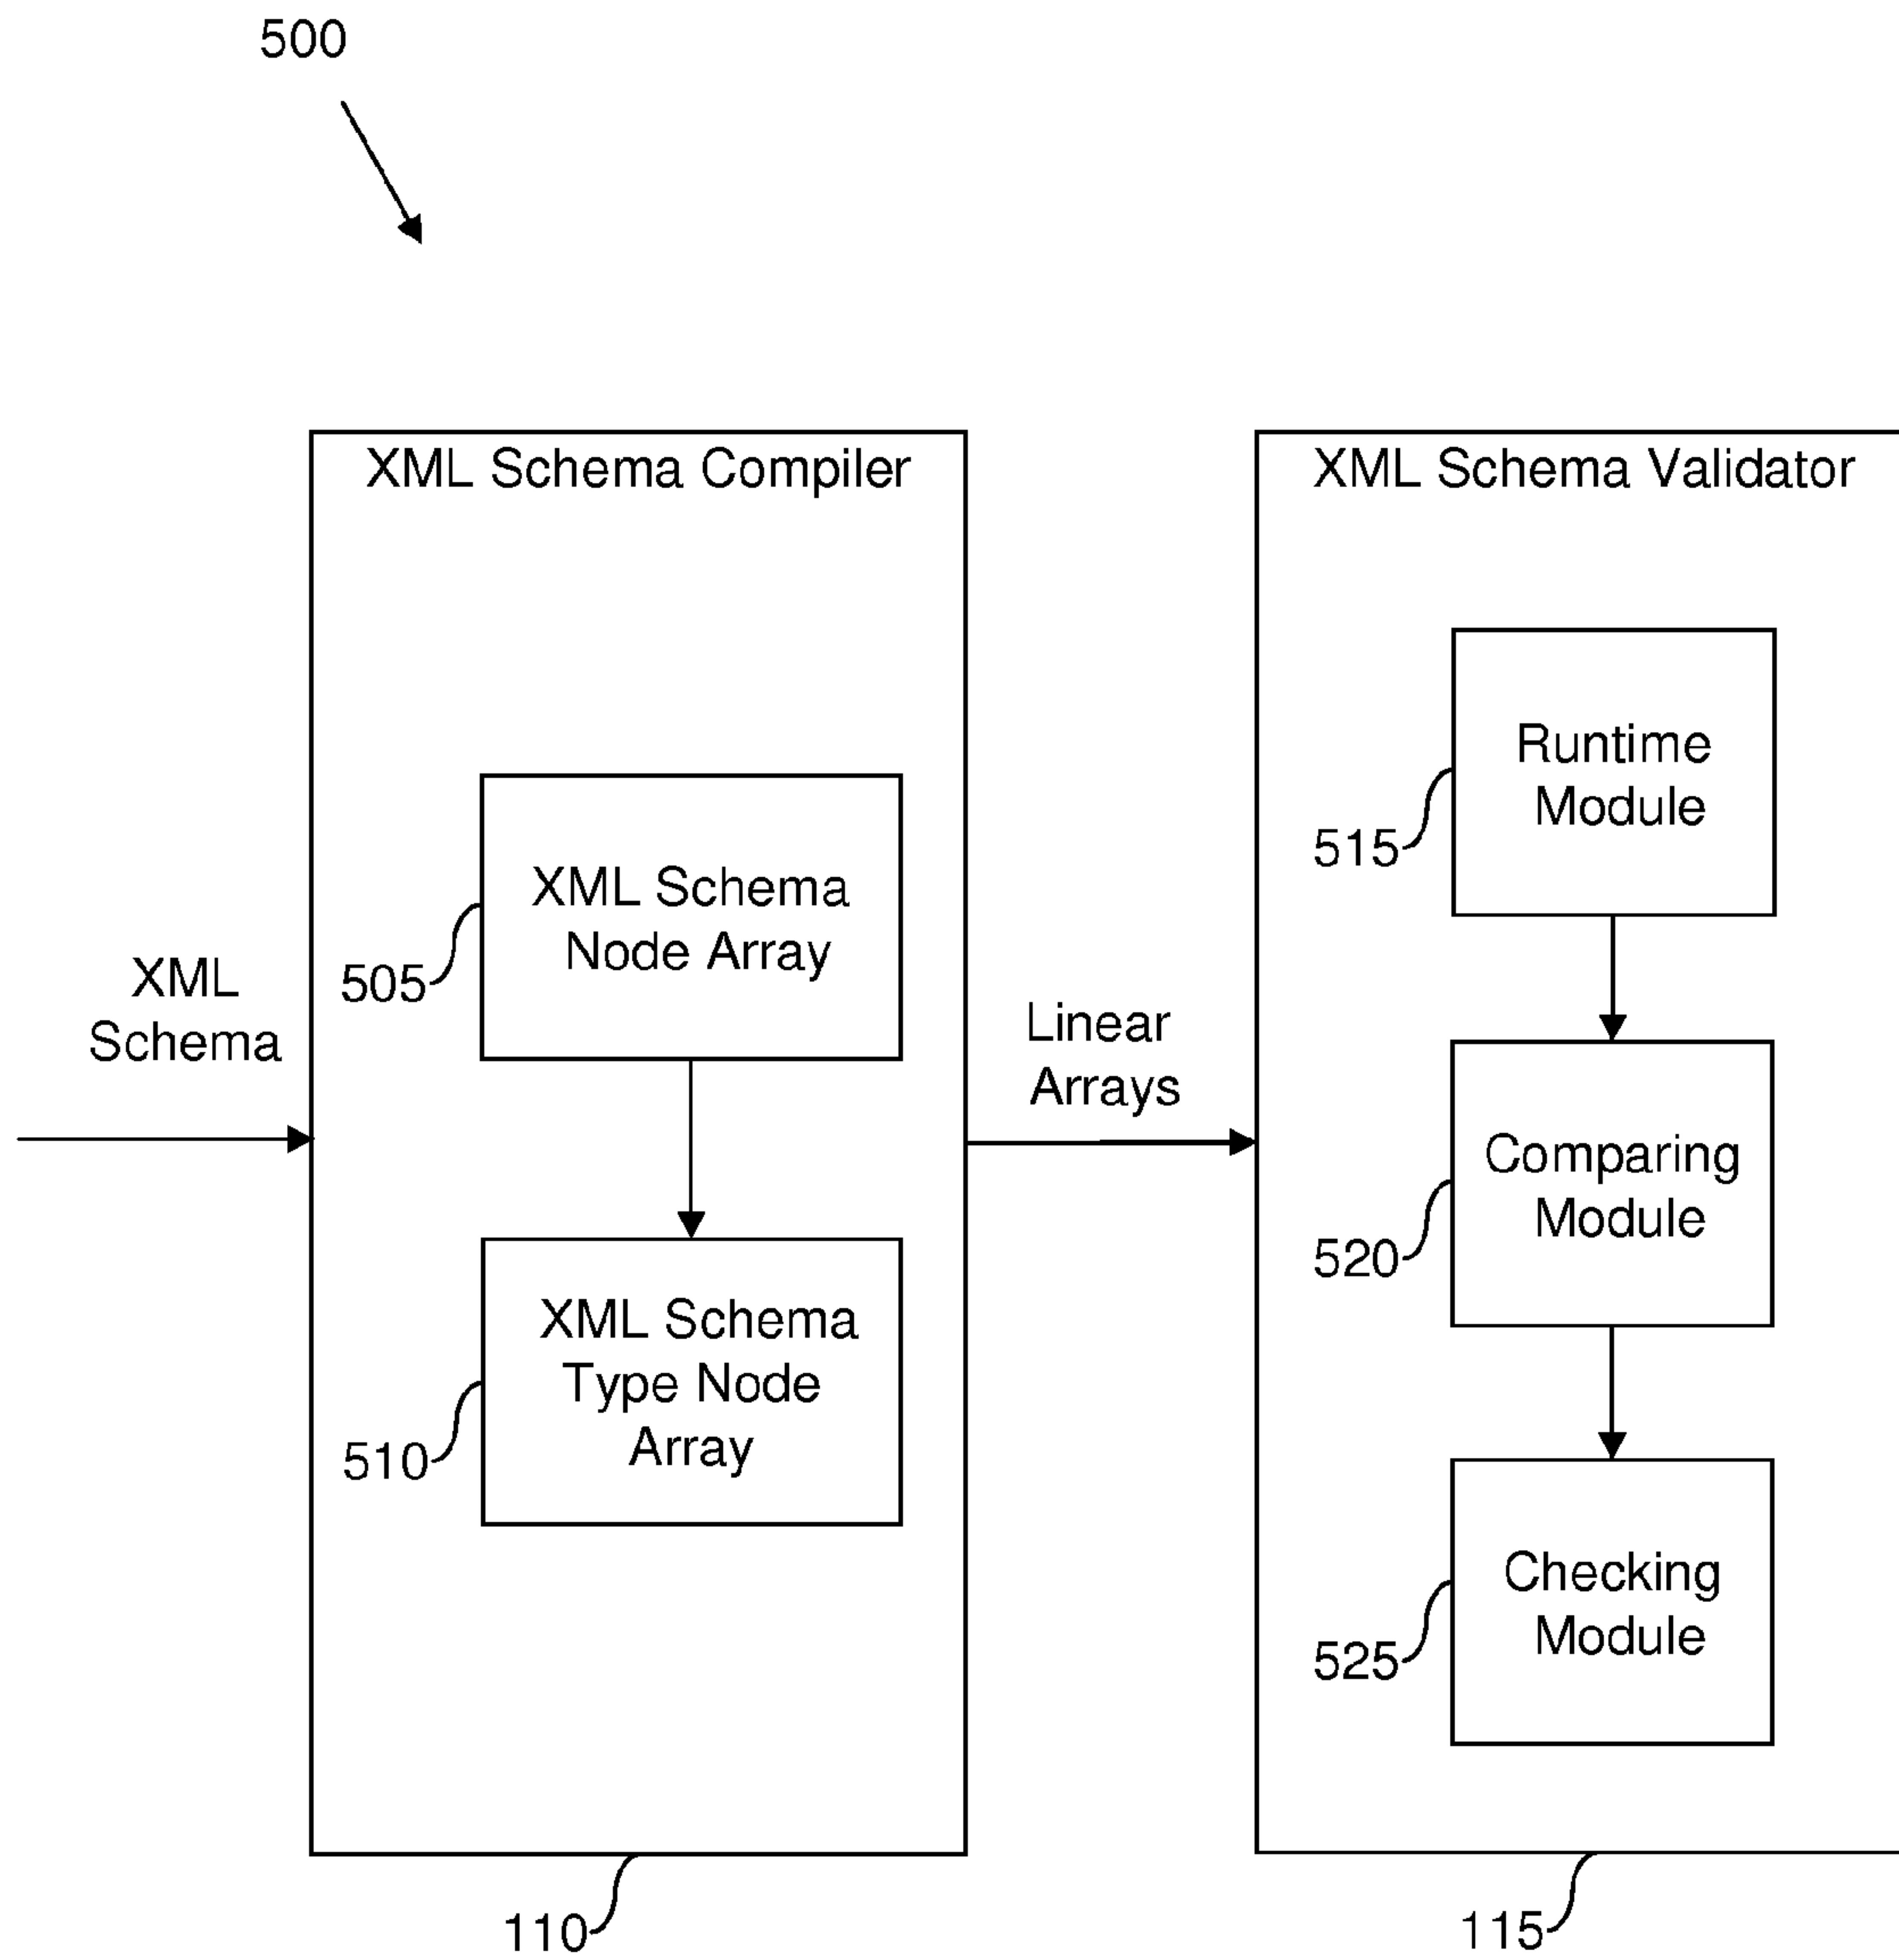 500
XML Schema Compiler
XML Schema Validator
Runtime
Module
515
XML Schema
Node Array
505
XML
Schema
Linear
Arrays
Comparing
Module
520
XML Schema
Type Node
Array
510
Checking
Module
525
110
115